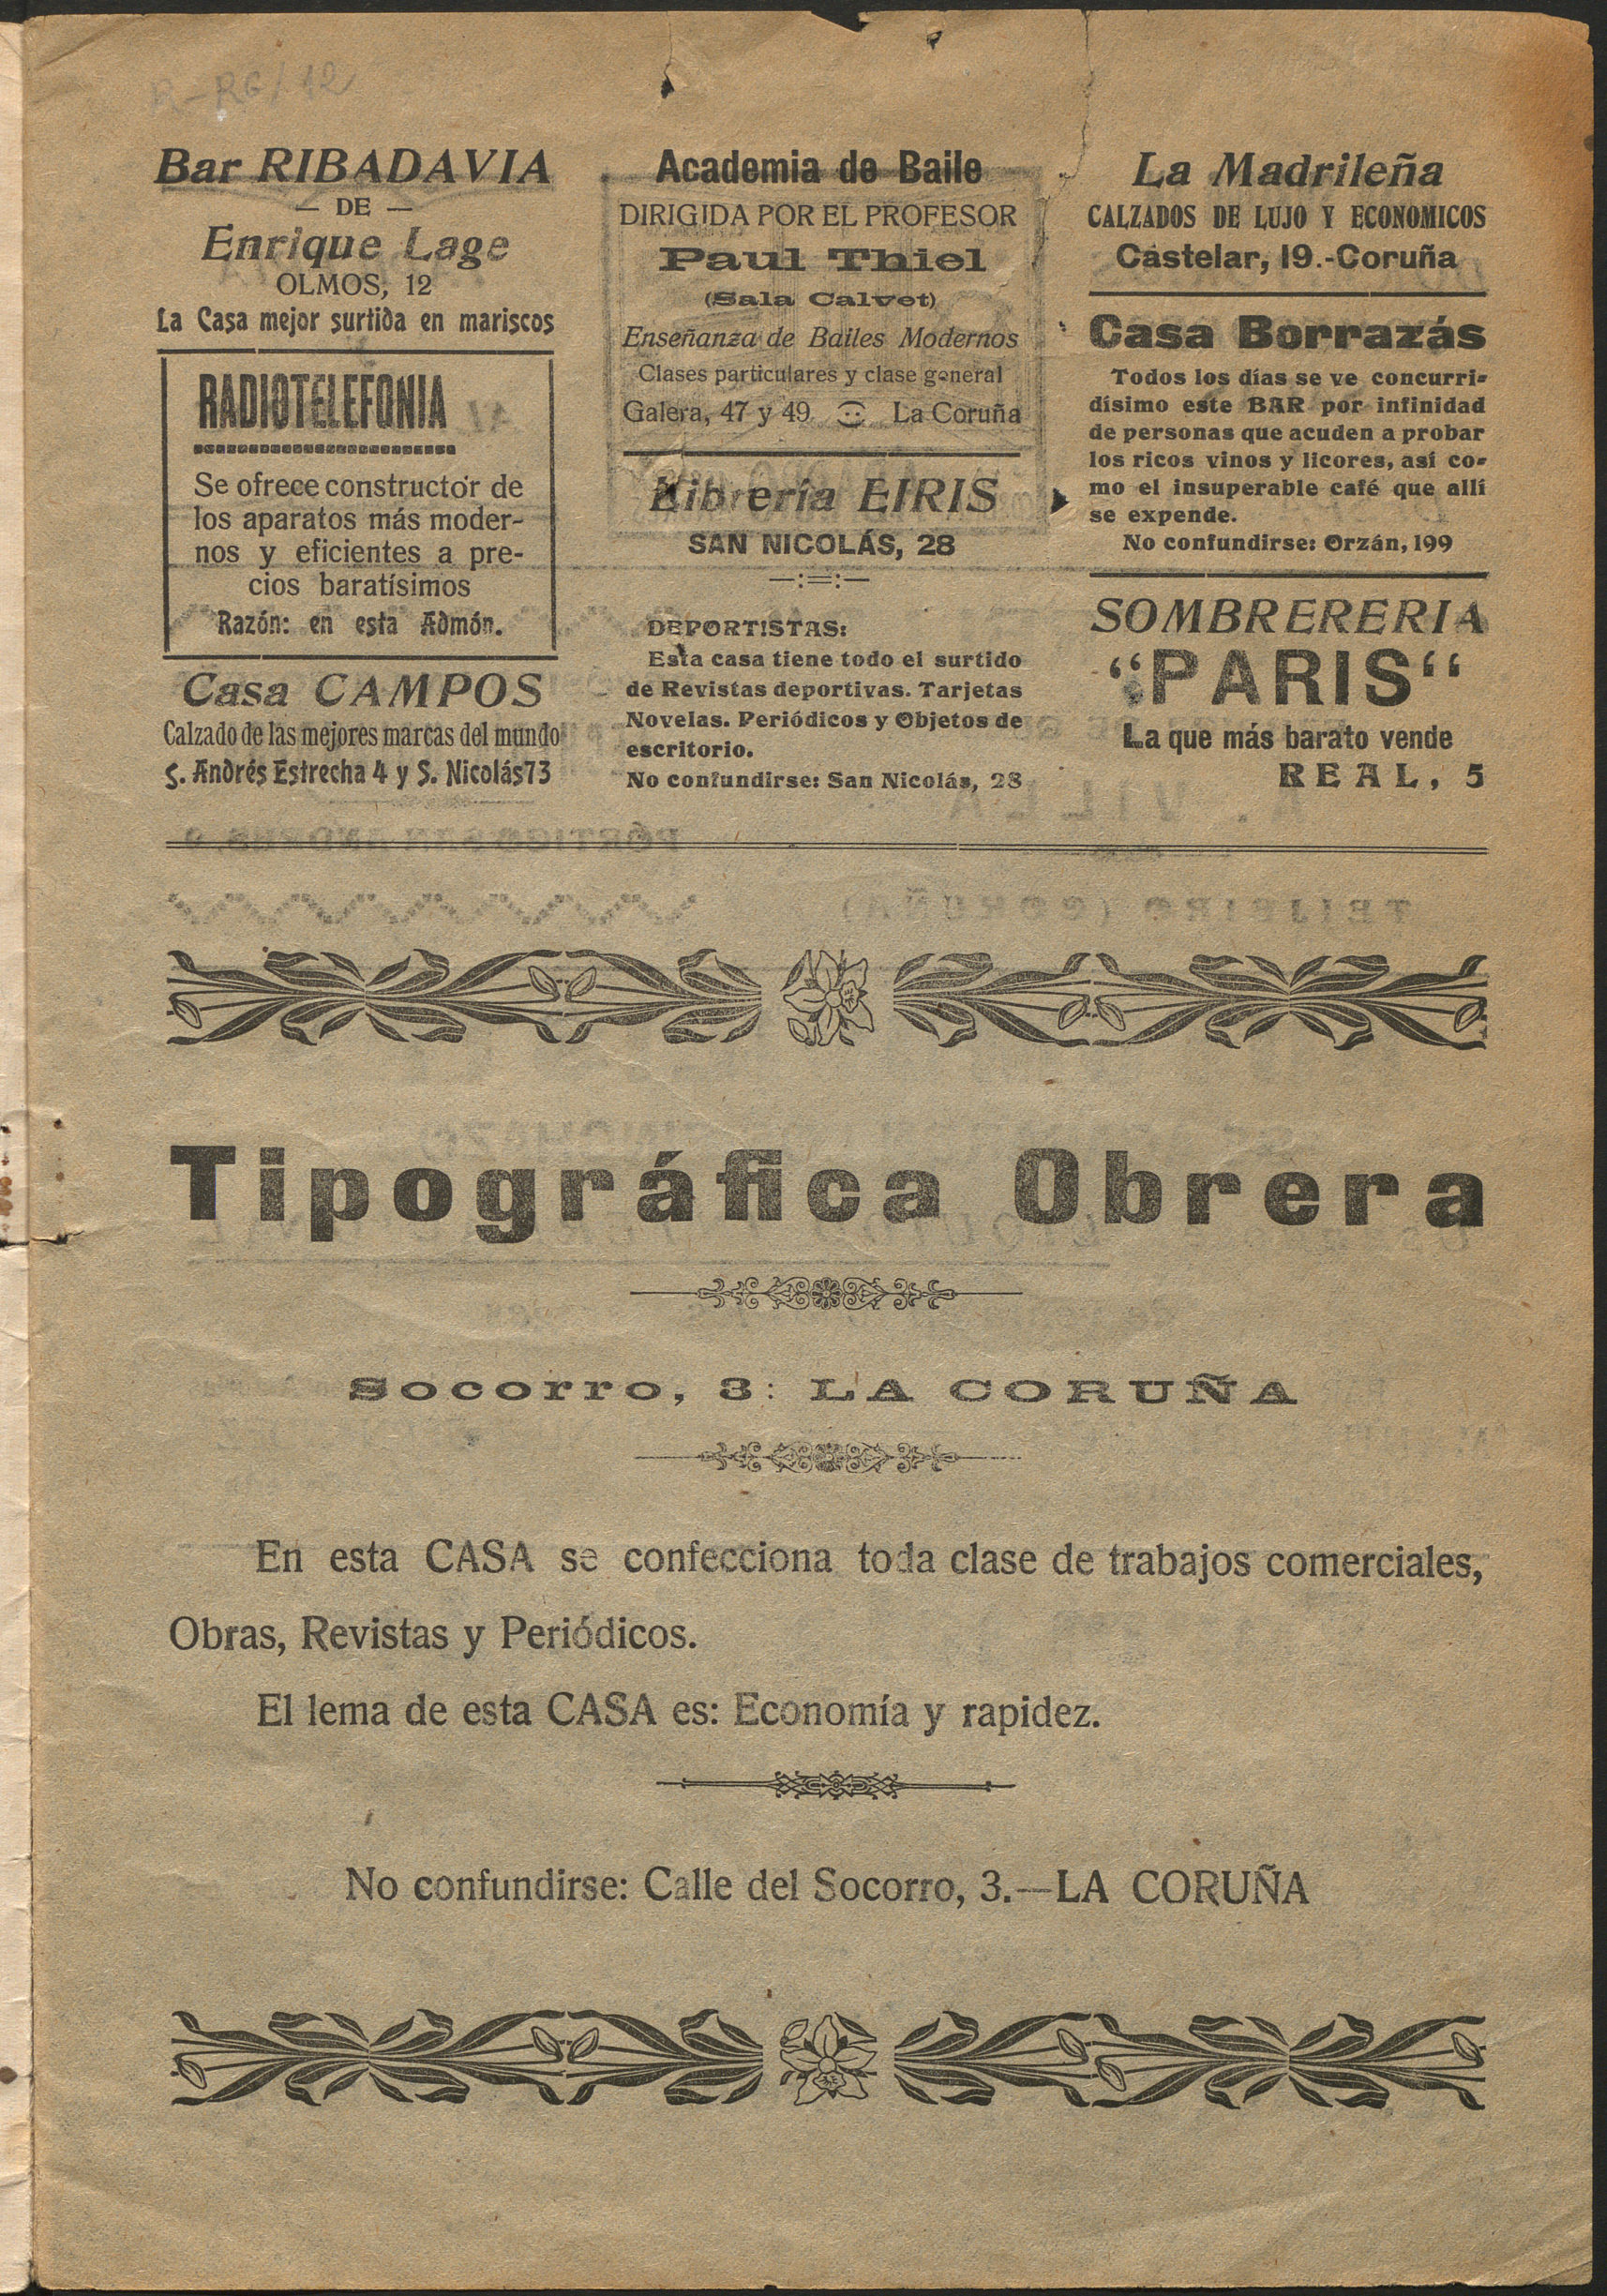 R-RG/12
Bar RIBADAVIA
— DE —
Enrique Lage
OLMOS, 12
La Casa mejor surtida en mariscos
RADIOTELEFONIA
Se ofrece constructor de
los aparatos más moder-
nos y eficientes a pre-
cios baratísimos
Razón: en esta Admón.
Casa CAMPOS
Calzado de las mejores marcas del mundo
S. Andrés Estrecha 4 y S. Nicolás 73
Academia de Baile
DIRIGIDA POR EL PROFESOR
Paul Thiel
(Sala Calvet)
Enseñanza de Bailes Modernos
Clases particulares y clase general
Galera, 47 y 49 La Coruña
Librería EIRIS
SAN NICOLÁS, 28
DEPORTISTAS:
Esta casa tiene todo el surtido
de Revistas deportivas. Tarjetas
Novelas. Periódicos y Objetos de
escritorio.
No confundirse: San Nicolás, 28
La Madrileña
CALZADOS DE LUJO Y ECONOMICOS
Castelar, 19.-Coruña
Casa Borrazás
Todos los días se ve concurri-
dísimo este BAR por infinidad
de personas que acuden a probar
los ricos vinos y licores, así co-
mo el insuperable café que allí
se expende.
No confundirse: Orzán, 199
SOMBRERERIA
“PARIS“
La que más barato vende
REAL, 5
Tipográfica Obrera
Socorro, 3: LA CORUÑA
En esta CASA se confecciona toda clase de trabajos comerciales,
Obras, Revistas y Periódicos.
El lema de esta CASA es: Economía y rapidez.
No confundirse: Calle del Socorro, 3.—LA CORUÑA